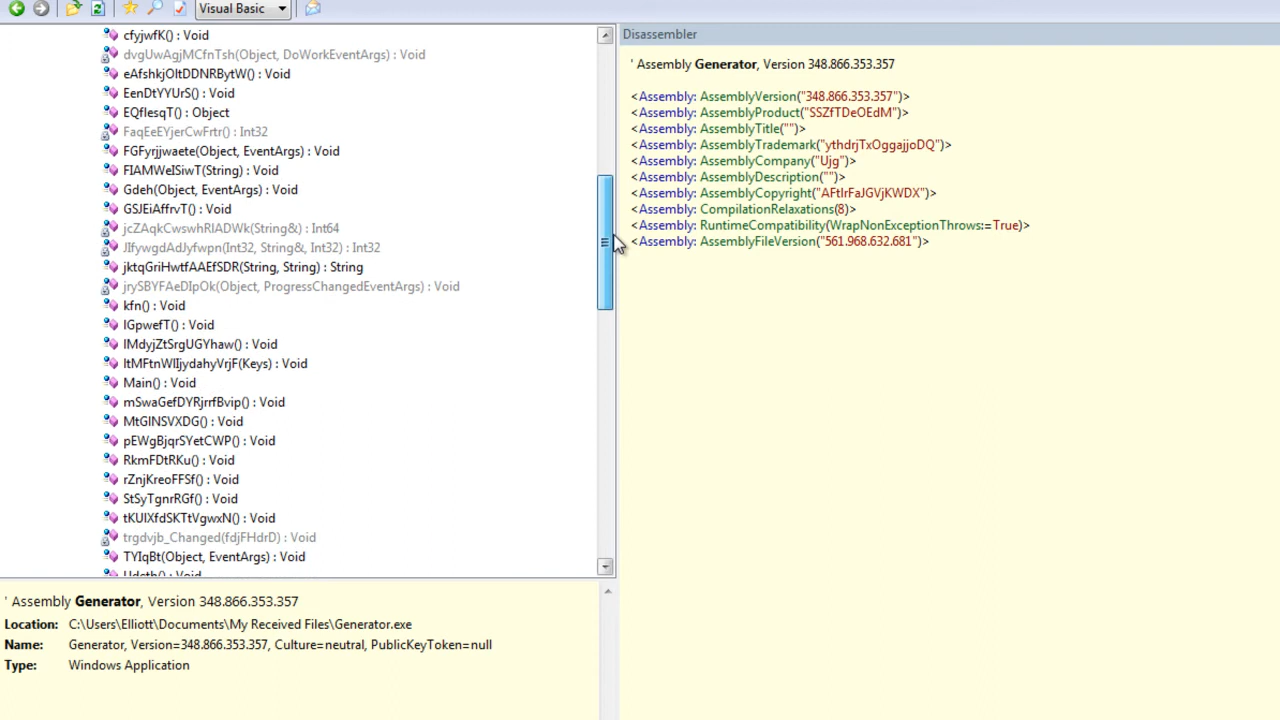 Visual Basic
cfyjwfK() : Void
dvgUwAgjMCfnTsh(Object, DoWorkEventArgs) : Void
eAfshkjOltDDNRBytW() : Void
EenDtYYUrS() : Void
EQfIesqT() : Object
FaqEeEYjerCwFrtr() : Int32
FGFyrjjwaete(Object, EventArgs) : Void
FIAMWeISiwT(String) : Void
Gdeh(Object, EventArgs) : Void
GSJEiAffrvT() : Void
jcZAqkCwswhRIADWk(String&) : Int64
JIfywgdAdJyfwpn(Int32, String&, Int32) : Int32
jktqGriHwtfAAEfSDR(String, String) : String
jrySBYFAeDIpOk(Object, ProgressChangedEventArgs) : Void
kfn() : Void
lGpwefT() : Void
lMdyjZtSrgUGYhaw() : Void
ltMFtnWlIjydahyVrjF(Keys) : Void
Main() : Void
mSwaGefDYRjrrfBvip() : Void
MtGINSVXDG() : Void
pEWgBjqrSYetCWP() : Void
RkmFDtRKu() : Void
rZnjKreoFFSf() : Void
StSyTgnrRGf() : Void
tKUIXfdSKTtVgwxN() : Void
trgdvjb_Changed(fdjFHdrD) : Void
TYIqBt(Object, EventArgs) : Void
Disassembler
' Assembly Generator, Version 348.866.353.357
<Assembly: AssemblyVersion("348.866.353.357")>
<Assembly: AssemblyProduct("SSZfTDeOEdM")>
<Assembly: AssemblyTitle("")>
<Assembly: AssemblyTrademark("ythdrjTxOggajjoDQ")>
<Assembly: AssemblyCompany("Ujg")>
<Assembly: AssemblyDescription("")>
<Assembly: AssemblyCopyright("AFtIrFaJGVjKWDX")>
<Assembly: CompilationRelaxations(8)>
<Assembly: RuntimeCompatibility(WrapNonExceptionThrows:=True)>
<Assembly: AssemblyFileVersion("561.968.632.681")>
' Assembly Generator, Version 348.866.353.357
Location: C:\Users\Elliott\Documents\My Received Files\Generator.exe
Name: Generator, Version=348.866.353.357, Culture=neutral, PublicKeyToken=null
Type: Windows Application